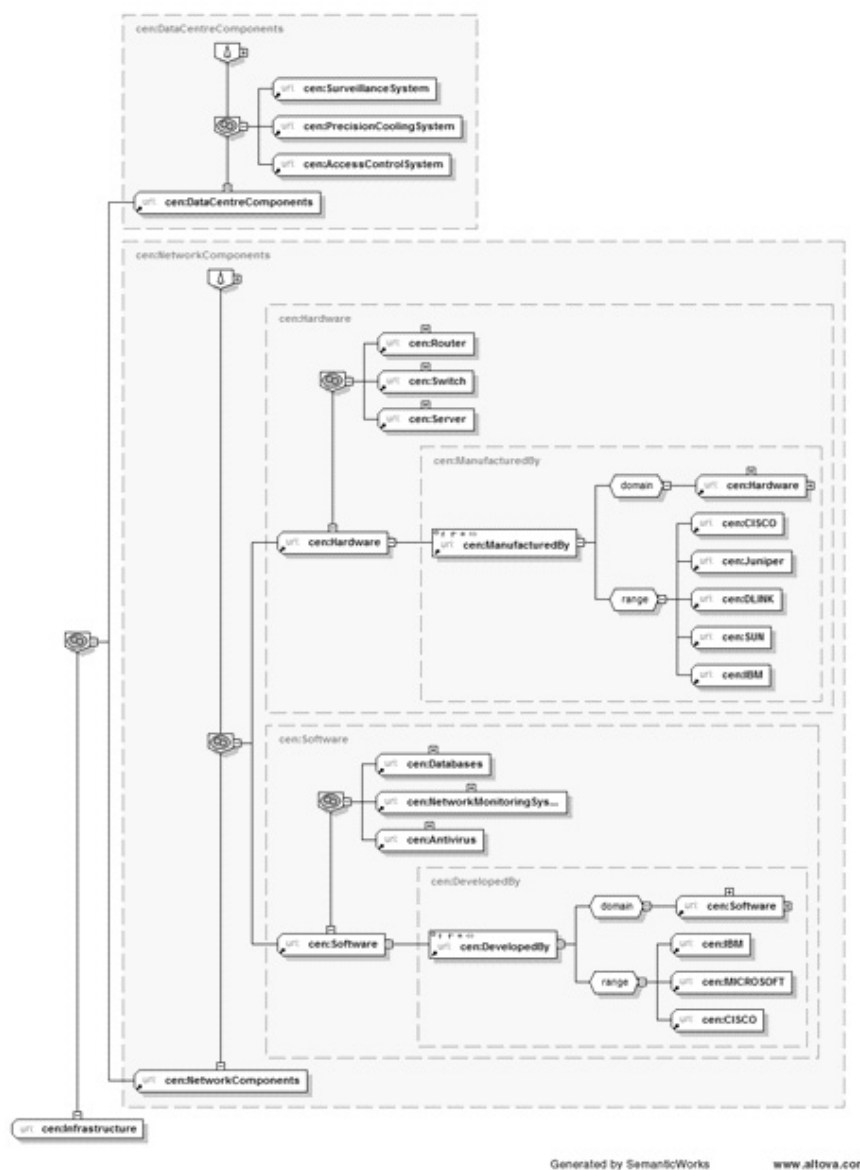 cen:DataCentreComponents
uri cen:SurveillanceSystem
uri cen:PrecisionCoolingSystem
uri cen:AccessControlSystem
uri cen:DataCentreComponents
cen:NetworkComponents
cen:Hardware
uri cen:Router
uri cen:Switch
uri cen:Server
cen:ManufacturedBy
domain
uri cen:Hardware
uri cen:Hardware
uri cen:ManufacturedBy
range
uri cen:CISCO
uri cen:Juniper
uri cen:DLINK
uri cen:SUN
uri cen:IBM
cen:Software
uri cen:Databases
uri cen:NetworkMonitoringSys...
uri cen:Antivirus
cen:DevelopedBy
domain
uri cen:Software
uri cen:Software
uri cen:DevelopedBy
range
uri cen:IBM
uri cen:MICROSOFT
uri cen:CISCO
uri cen:NetworkComponents
uri cen:Infrastructure
Generated by SemanticWorks www.altova.com